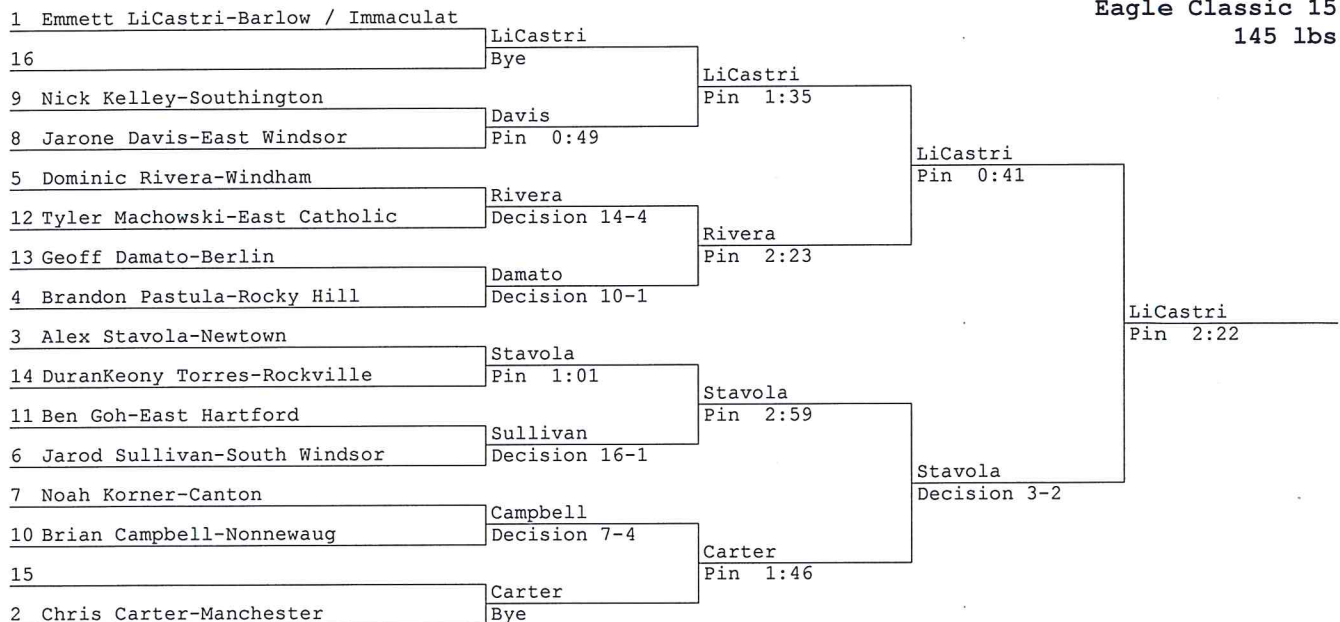 Eagle Classic 15
145 lbs
1 Emmett LiCastri-Barlow / Immaculat
16
9 Nick Kelley-Southington
8 Jarone Davis-East Windsor
5 Dominic Rivera-Windham
12 Tyler Machowski-East Catholic
13 Geoff Damato-Berlin
4 Brandon Pastula-Rocky Hill
3 Alex Stavola-Newtown
14 DuranKeony Torres-Rockville
11 Ben Goh-East Hartford
6 Jarod Sullivan-South Windsor
7 Noah Korner-Canton
10 Brian Campbell-Nonnewaug
15
2 Chris Carter-Manchester
LiCastri
Bye
Davis
Pin 0:49
Rivera
Decision 14-4
Damato
Decision 10-1
Stavola
Pin 1:01
Sullivan
Decision 16-1
Campbell
Decision 7-4
Carter
Bye
LiCastri
Pin 1:35
Rivera
Pin 2:23
Stavola
Pin 2:59
Carter
Pin 1:46
LiCastri
Pin 0:41
Stavola
Decision 3-2
LiCastri
Pin 2:22